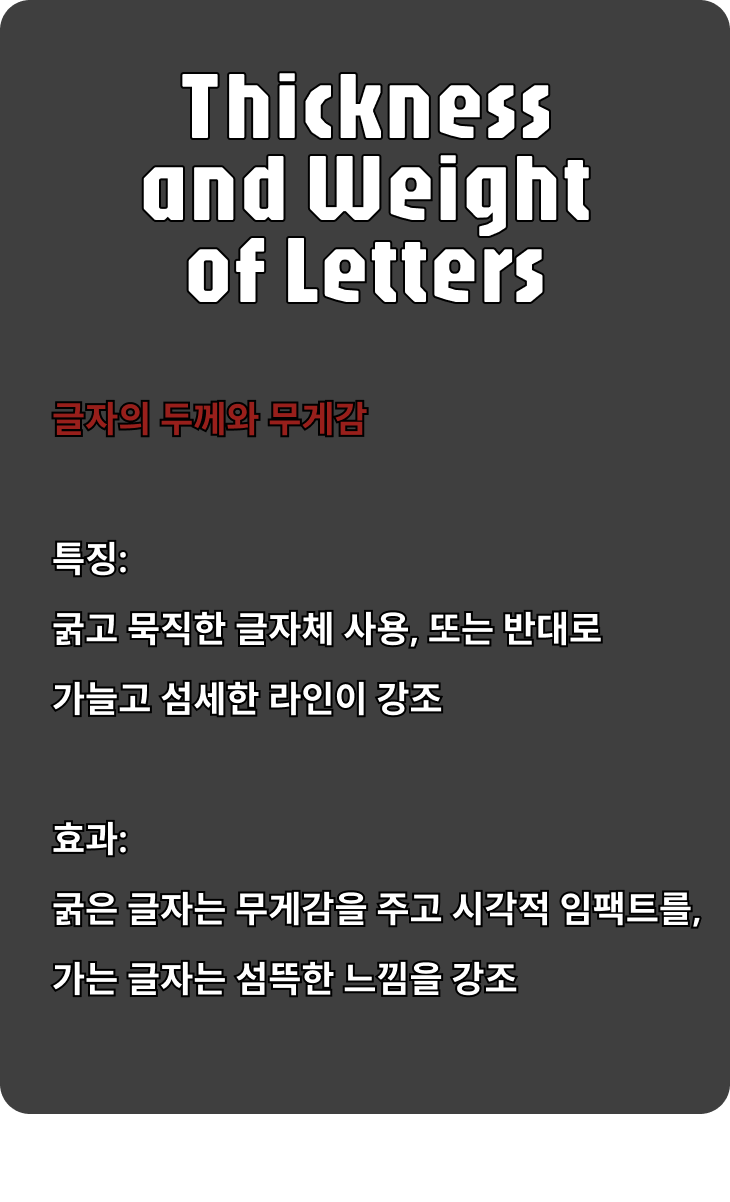 Thickness
and Weight
of Letters
글자의 두께와 무게감
특징:
굵고 묵직한 글자체 사용, 또는 반대로
가늘고 섬세한 라인이 강조
효과:
굵은 글자는 무게감을 주고 시각적 임팩트를,
가는 글자는 섬뜩한 느낌을 강조